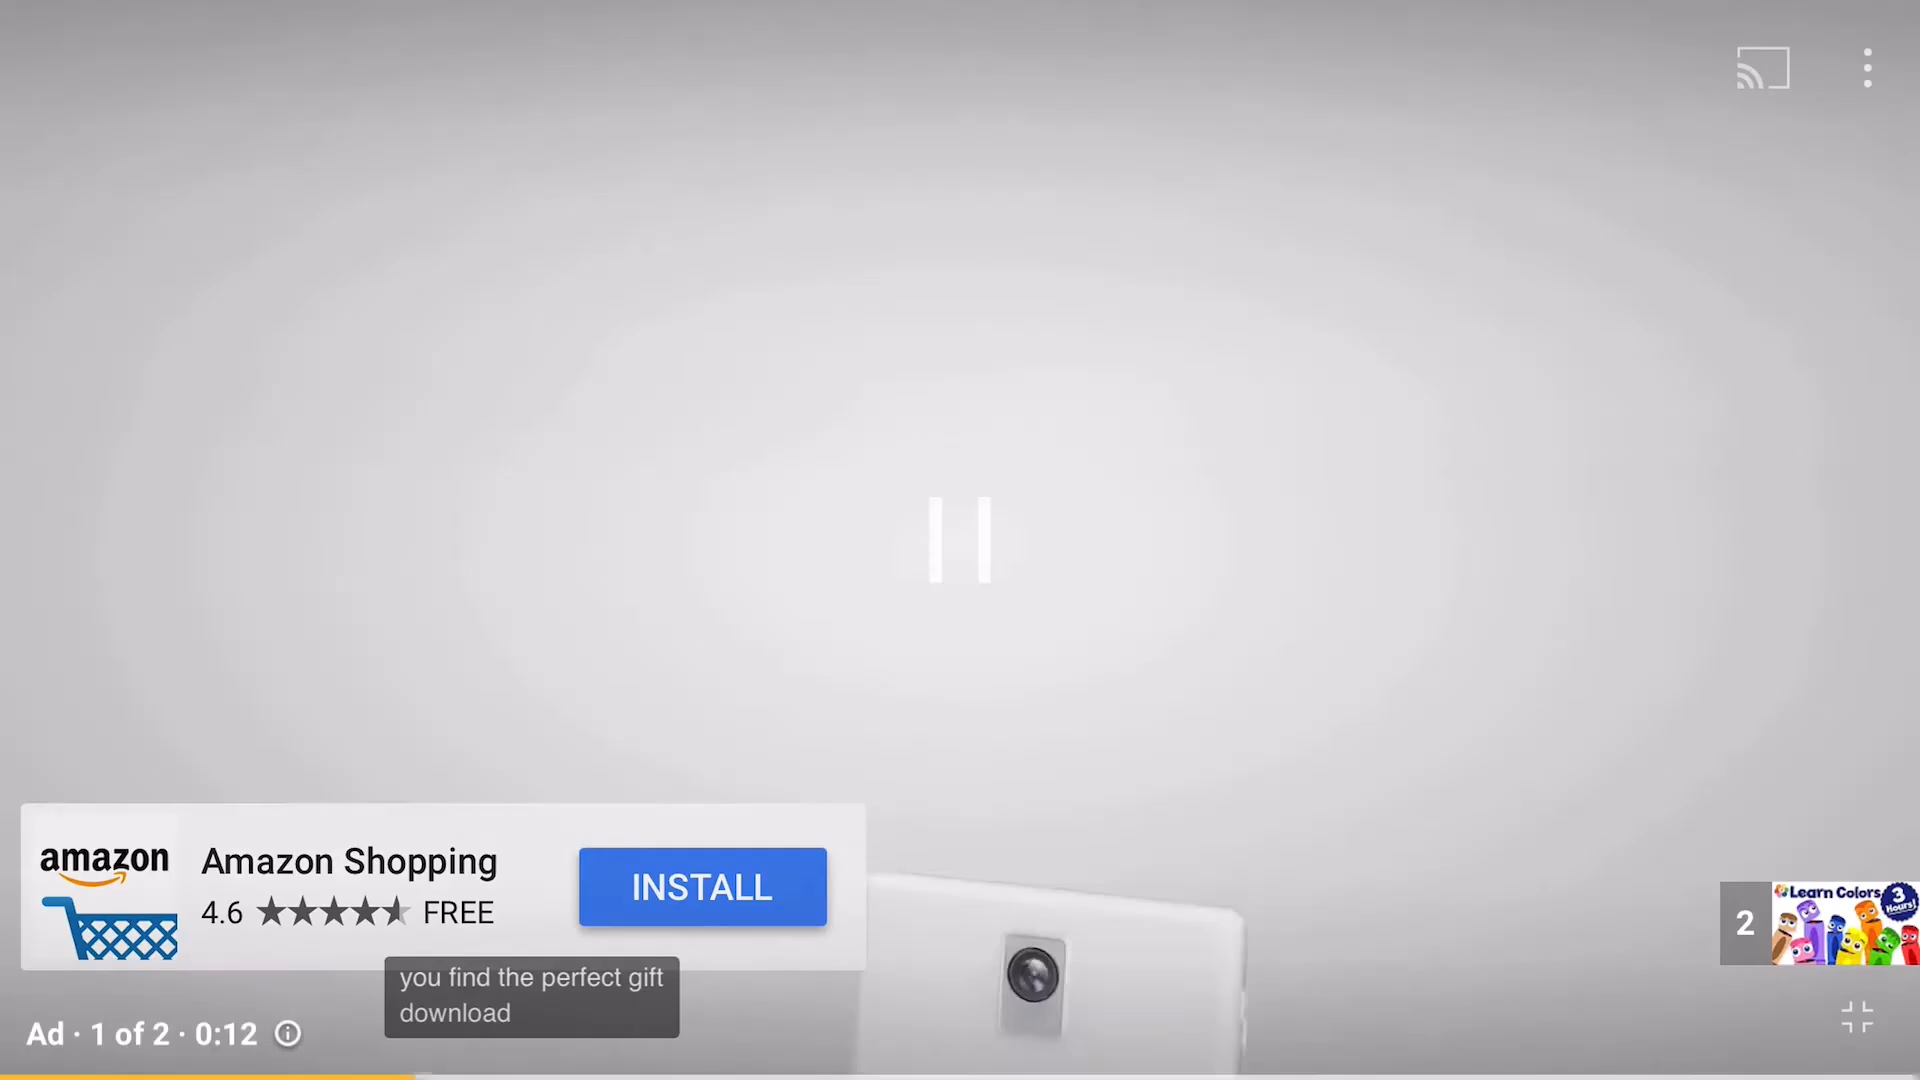 amazon
Amazon Shopping
4.6 ★★★★★ FREE
INSTALL
Learn Colors
3
Hours!
2
you find the perfect gift
download
Ad · 1 of 2 · 0:12